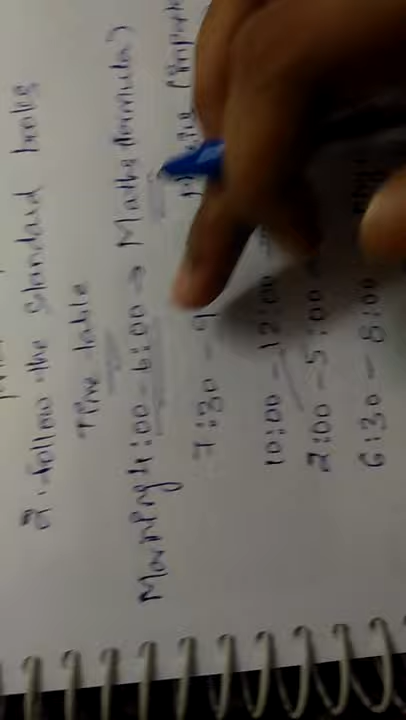 2. Follow the standard books
Time table
Morning 4:00 - 6:00 → Maths (formula)
7:30 - 9
10:00 - 12:00
2:00 - 5:00
6:30 - 8:00